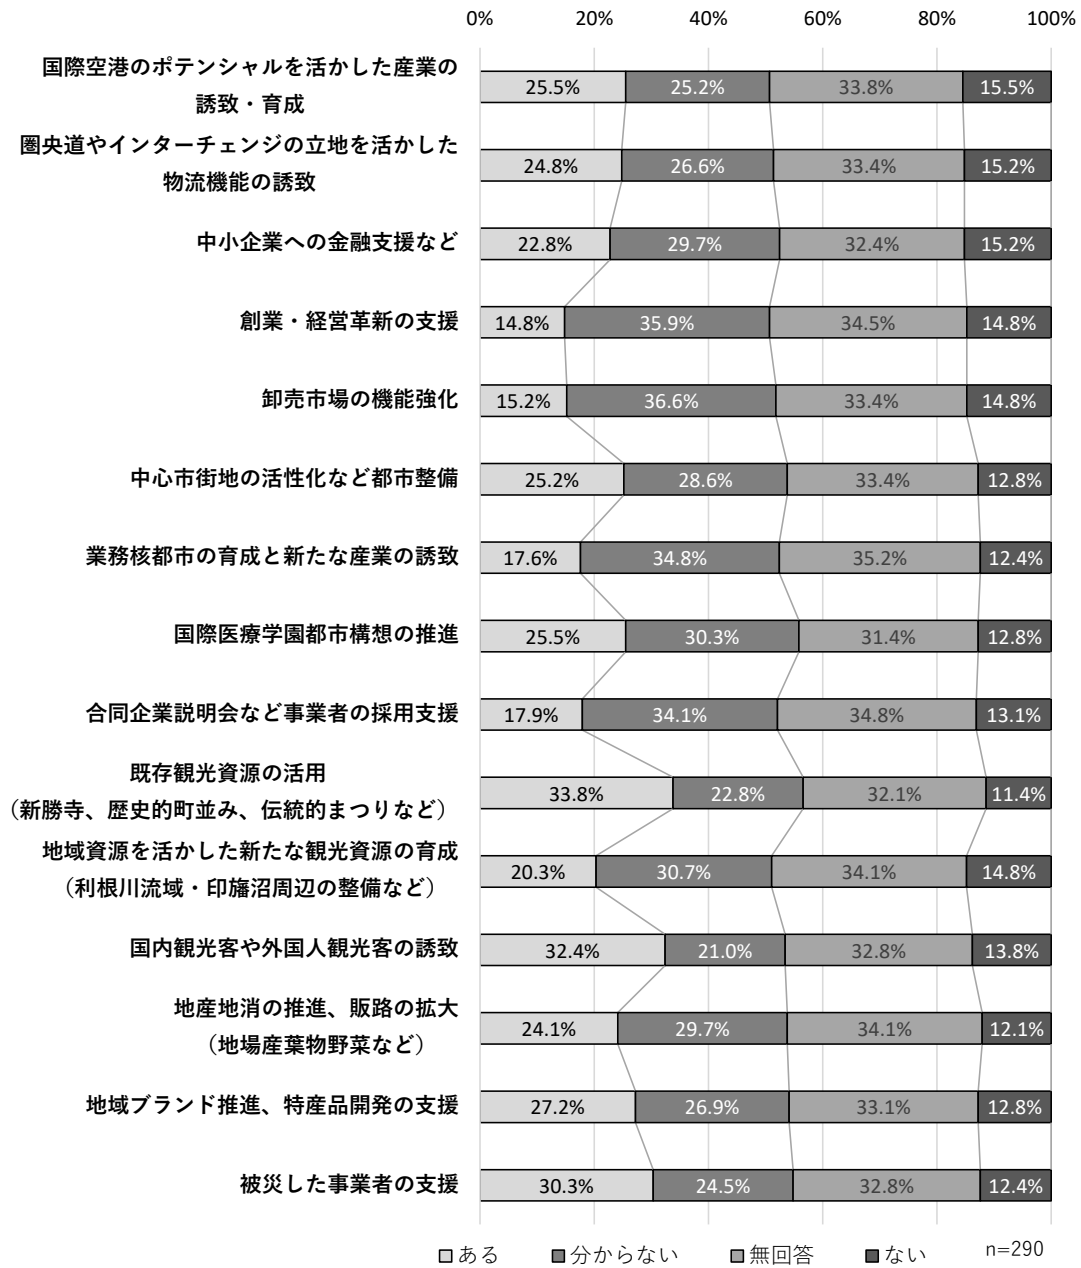 0% 20% 40% 60% 80% 100%
国際空港のポテンシャルを活かした産業の
誘致・育成
25.5% 25.2% 33.8% 15.5%
圏央道やインターチェンジの立地を活かした
物流機能の誘致
24.8% 26.6% 33.4% 15.2%
中小企業への金融支援など
22.8% 29.7% 32.4% 15.2%
創業・経営革新の支援
14.8% 35.9% 34.5% 14.8%
卸売市場の機能強化
15.2% 36.6% 33.4% 14.8%
中心市街地の活性化など都市整備
25.2% 28.6% 33.4% 12.8%
業務核都市の育成と新たな産業の誘致
17.6% 34.8% 35.2% 12.4%
国際医療学園都市構想の推進
25.5% 30.3% 31.4% 12.8%
合同企業説明会など事業者の採用支援
17.9% 34.1% 34.8% 13.1%
既存観光資源の活用
（新勝寺、歴史的町並み、伝統的まつりなど）
33.8% 22.8% 32.1% 11.4%
地域資源を活かした新たな観光資源の育成
（利根川流域・印旛沼周辺の整備など）
20.3% 30.7% 34.1% 14.8%
国内観光客や外国人観光客の誘致
32.4% 21.0% 32.8% 13.8%
地産地消の推進、販路の拡大
（地場産葉物野菜など）
24.1% 29.7% 34.1% 12.1%
地域ブランド推進、特産品開発の支援
27.2% 26.9% 33.1% 12.8%
被災した事業者の支援
30.3% 24.5% 32.8% 12.4%
ある 分からない 無回答 ない n=290